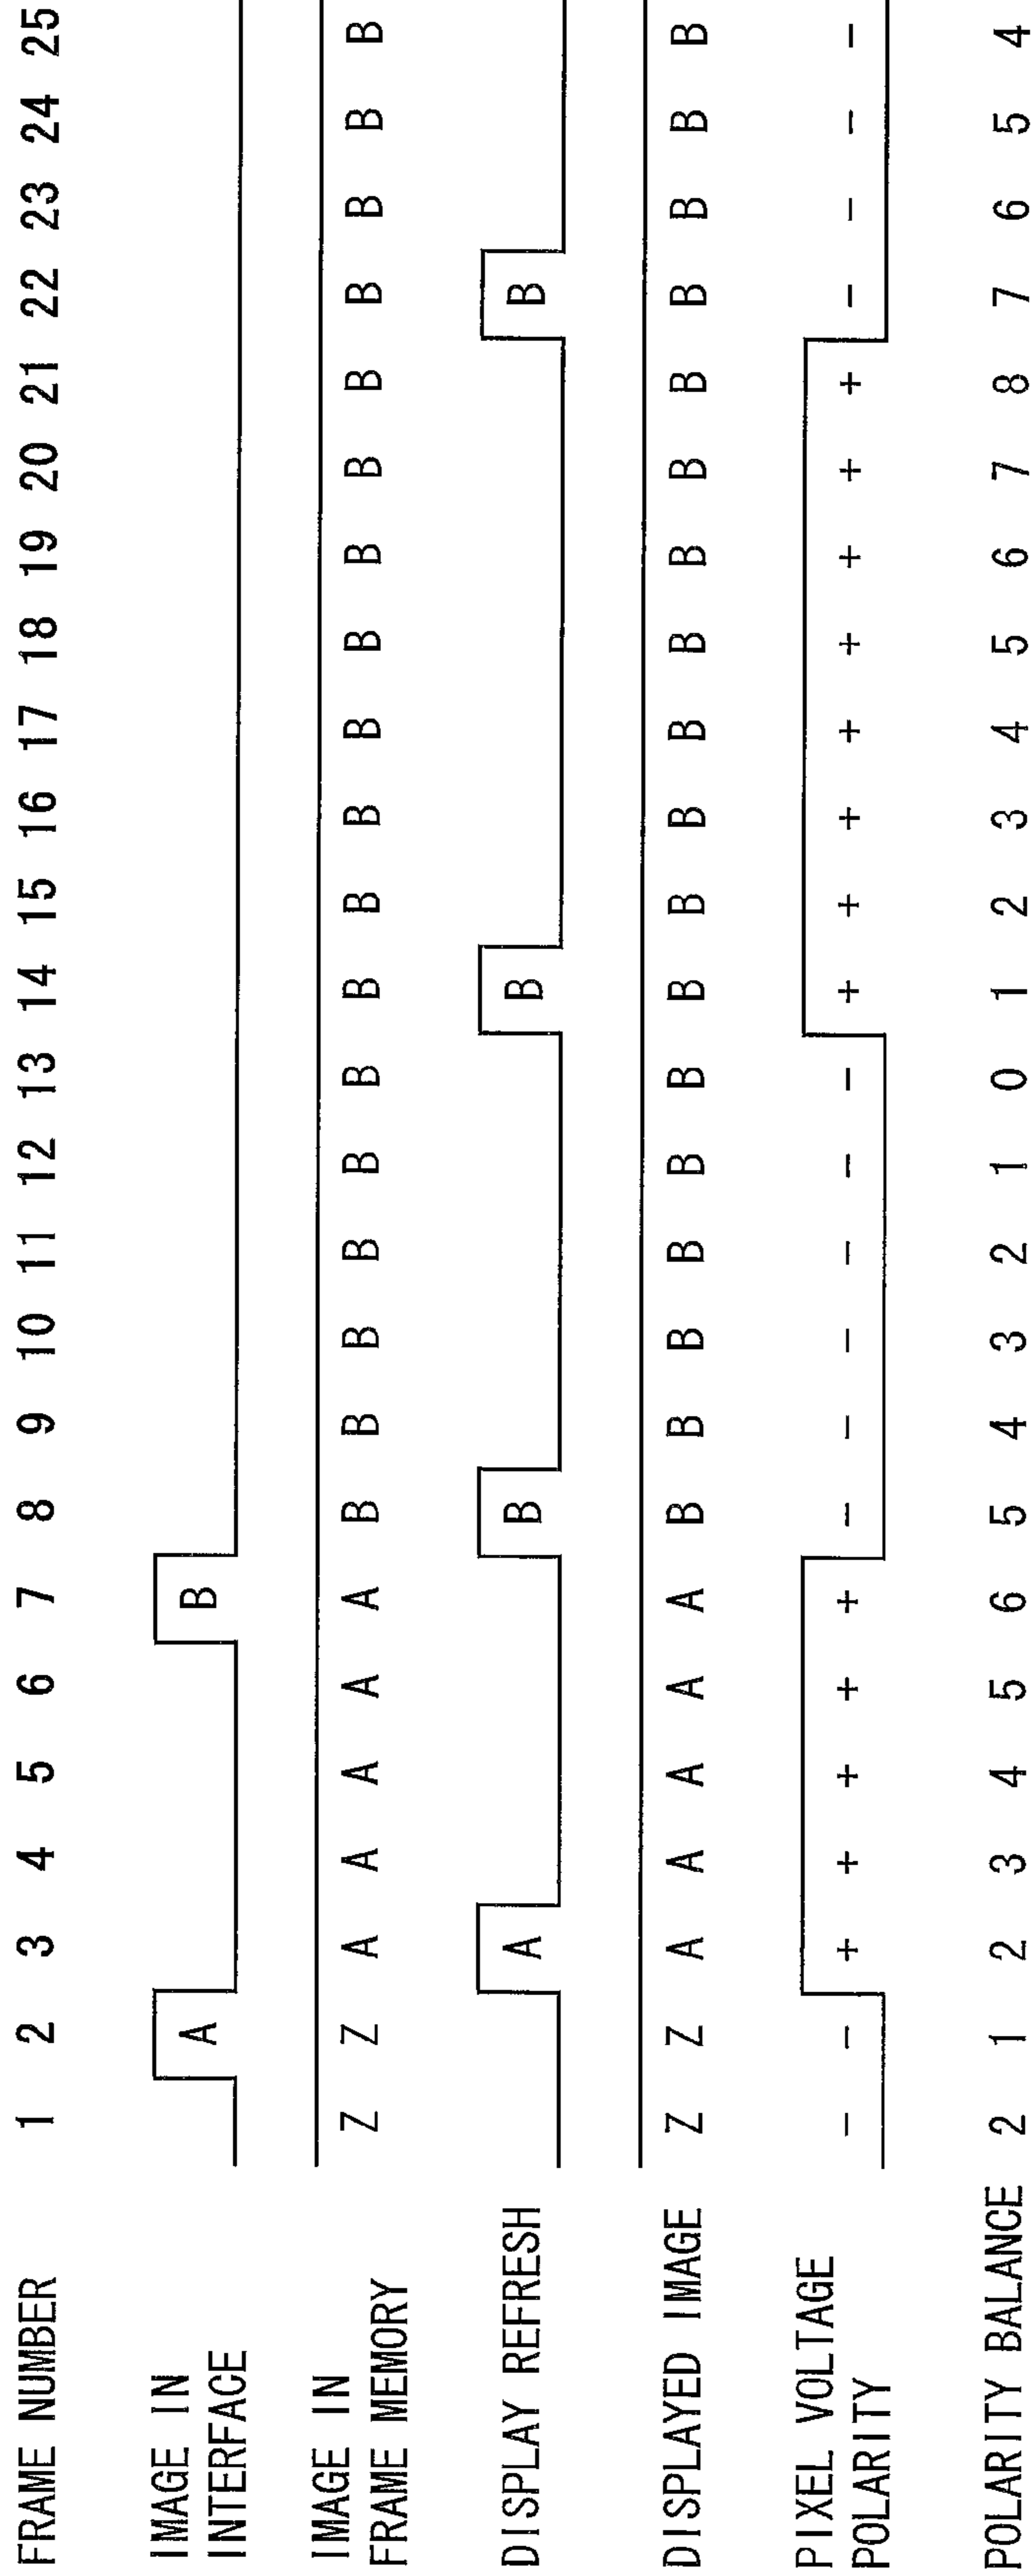 FRAME NUMBER 1 2 3 4 5 6 7 8 9 10 11 12 13 14 15 16 17 18 19 20 21 22 23 24 25
IMAGE IN
INTERFACE A B
IMAGE IN
FRAME MEMORY Z Z A A A A A B B B B B B B B B B B B B B B B B B
DISPLAY REFRESH A B B B
DISPLAYED IMAGE Z Z A A A A A B B B B B B B B B B B B B B B B B B
PIXEL VOLTAGE
POLARITY - - + + + + + - - - - - - + + + + + + + + - - - -
POLARITY BALANCE 2 1 2 3 4 5 6 5 4 3 2 1 0 1 2 3 4 5 6 7 8 7 6 5 4